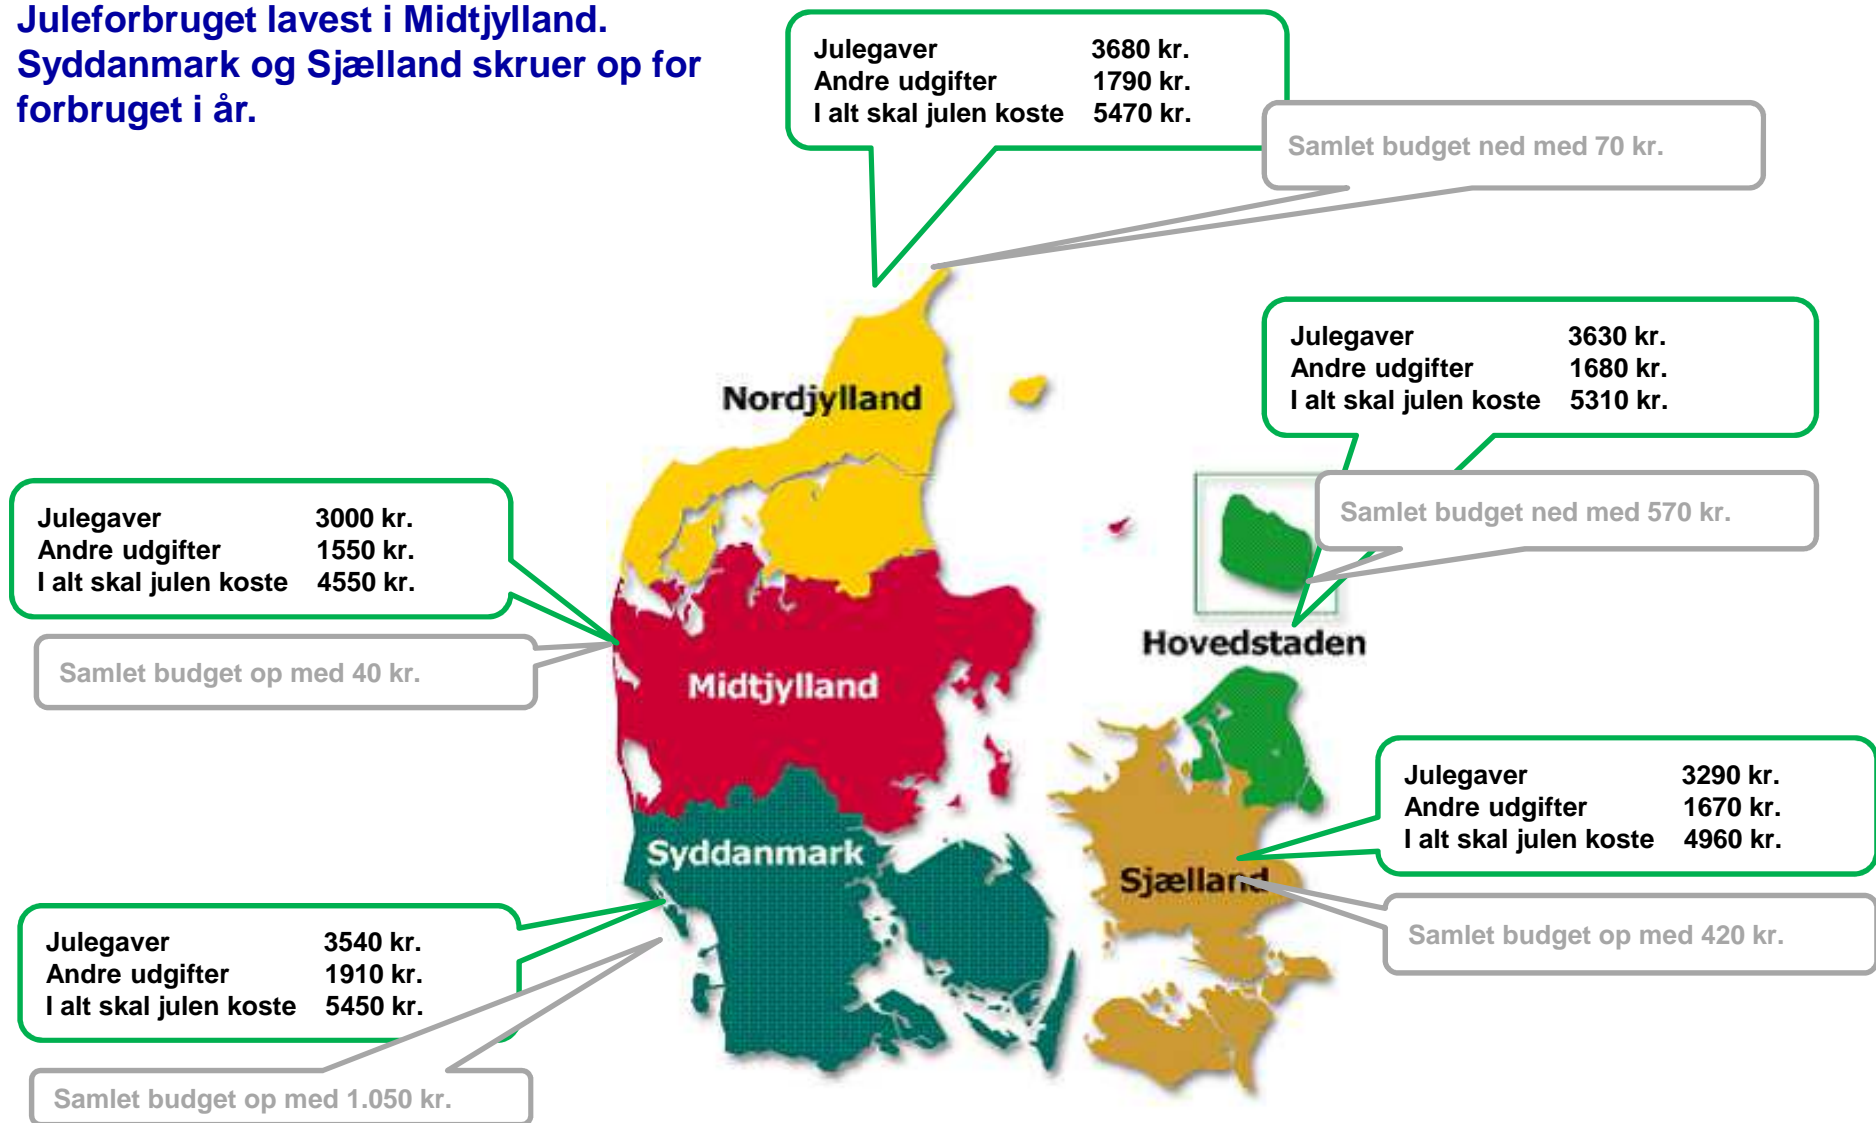 Juleforbruget lavest i Midtjylland.
Syddanmark og Sjælland skruer op for
forbruget i år.
Julegaver 3680 kr.
Andre udgifter 1790 kr.
I alt skal julen koste 5470 kr.
Samlet budget ned med 70 kr.
Nordjylland
Julegaver 3630 kr.
Andre udgifter 1680 kr.
I alt skal julen koste 5310 kr.
Samlet budget ned med 570 kr.
Hovedstaden
Julegaver 3000 kr.
Andre udgifter 1550 kr.
I alt skal julen koste 4550 kr.
Samlet budget op med 40 kr.
Midtjylland
Julegaver 3290 kr.
Andre udgifter 1670 kr.
I alt skal julen koste 4960 kr.
Syddanmark
Sjælland
Samlet budget op med 420 kr.
Julegaver 3540 kr.
Andre udgifter 1910 kr.
I alt skal julen koste 5450 kr.
Samlet budget op med 1.050 kr.